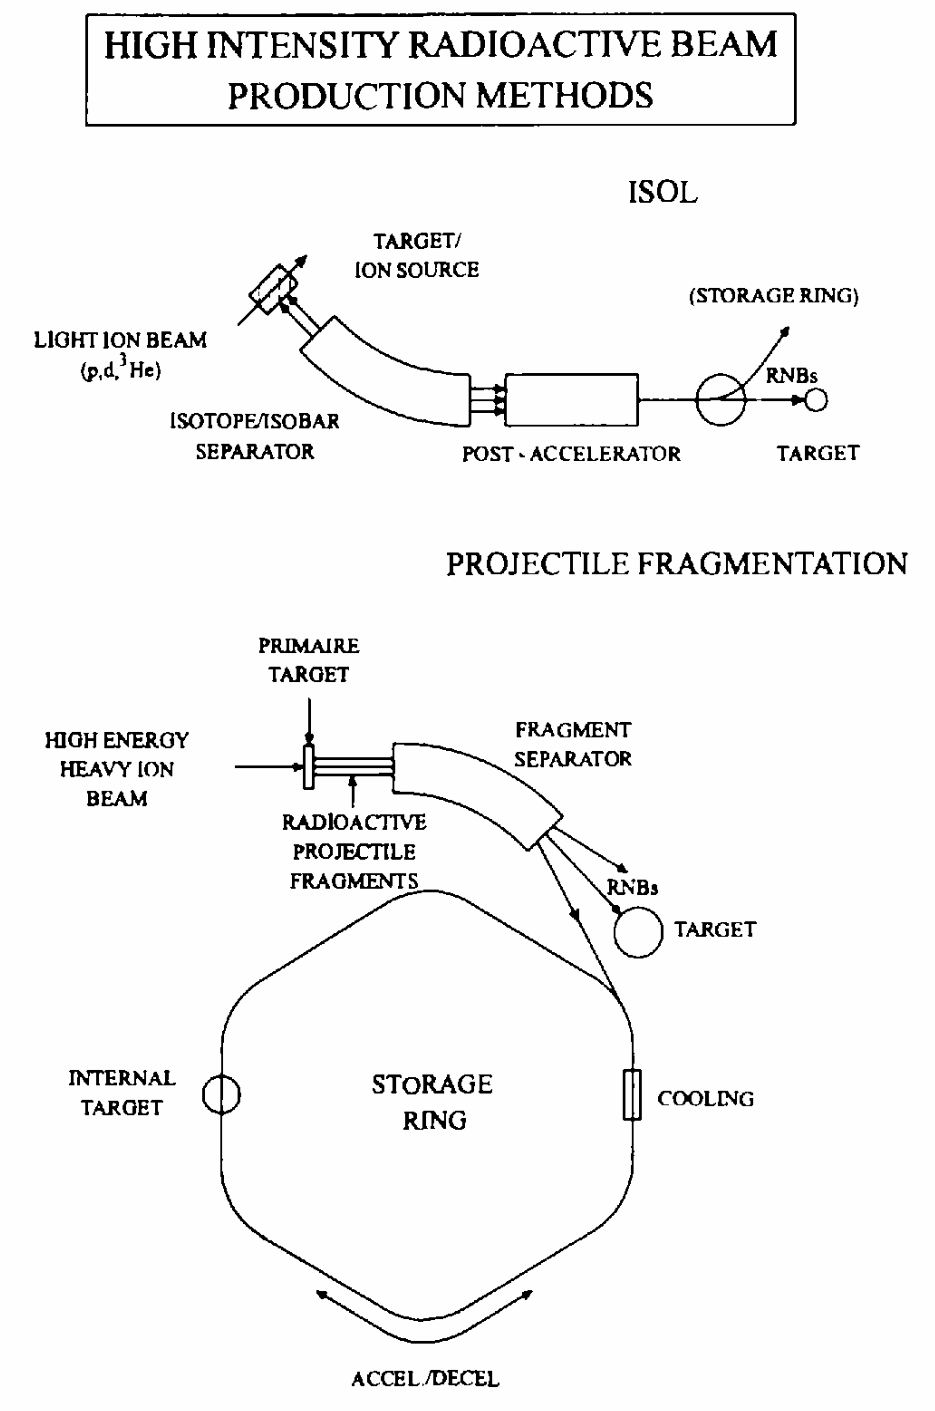 HIGH INTENSITY RADIOACTIVE BEAM
PRODUCTION METHODS
ISOL
TARGET/
ION SOURCE
(STORAGE RING)
LIGHT ION BEAM
(p,d,³He)
RNBs
ISOTOPE/ISOBAR
SEPARATOR
POST - ACCELERATOR
TARGET
PROJECTILE FRAGMENTATION
PRIMAIRE
TARGET
HIGH ENERGY
HEAVY ION
BEAM
FRAGMENT
SEPARATOR
RADIOACTIVE
PROJECTILE
FRAGMENTS
RNBs
TARGET
INTERNAL
TARGET
STORAGE
RING
COOLING
ACCEL./DECEL